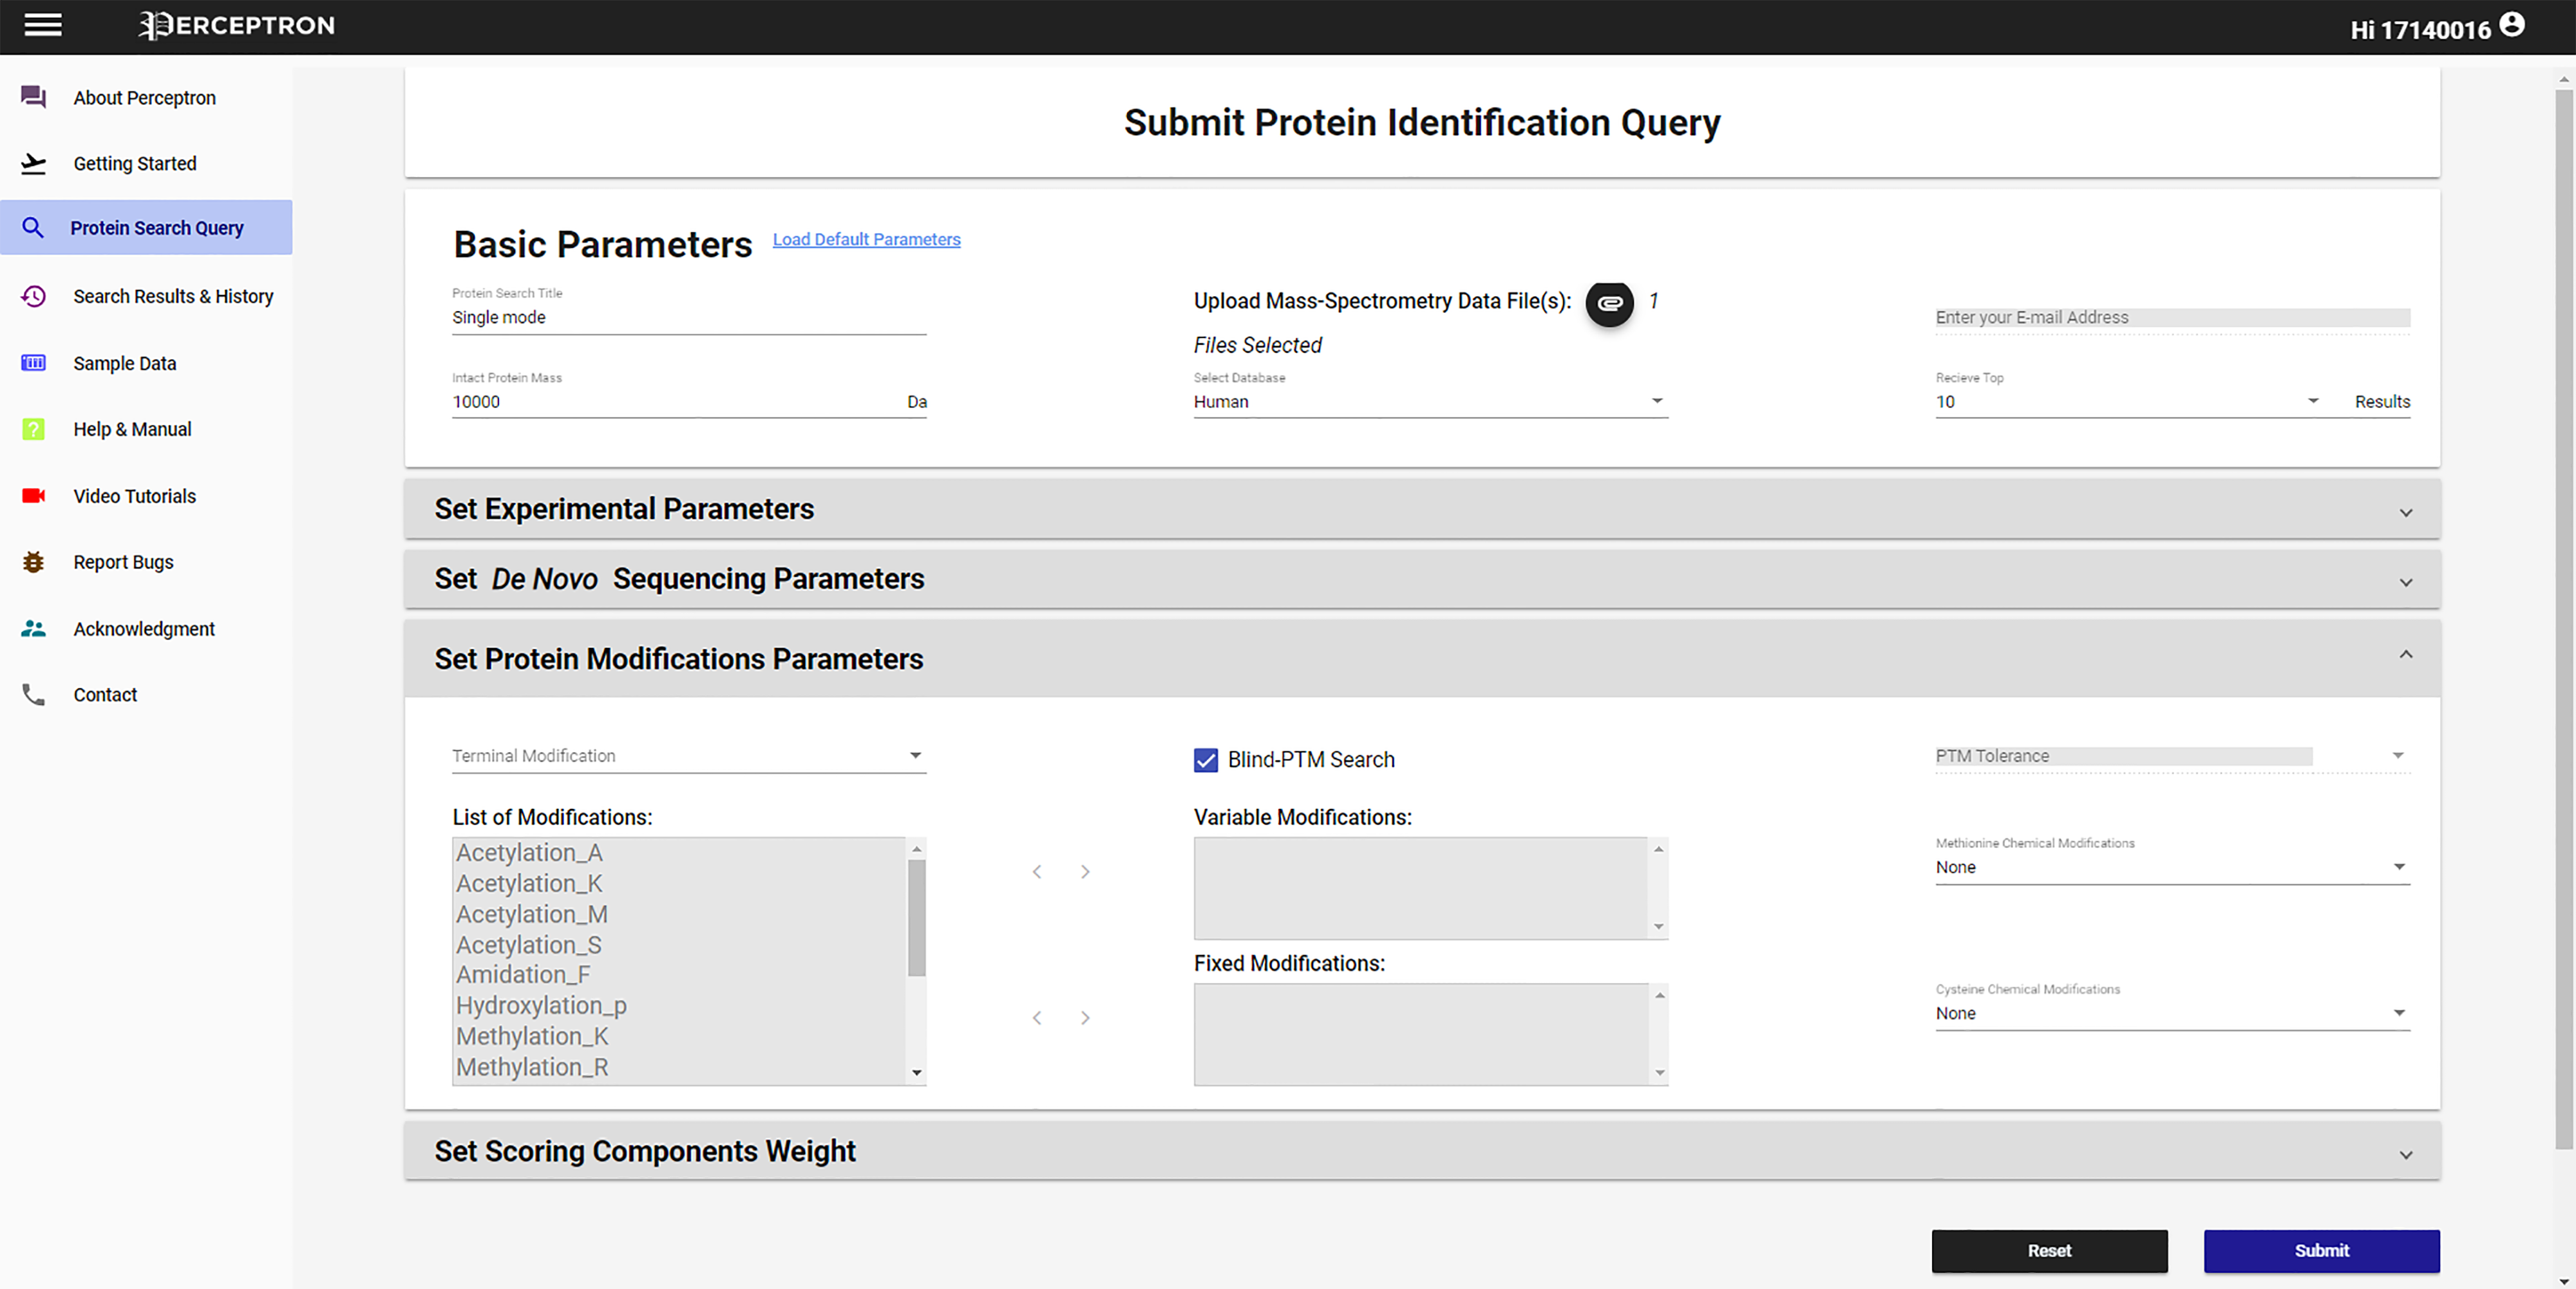 PERCEPTRON
Hi 17140016
About Perceptron
Getting Started
Protein Search Query
Search Results & History
Sample Data
Help & Manual
Video Tutorials
Report Bugs
Acknowledgment
Contact
Submit Protein Identification Query
Basic Parameters Load Default Parameters
Protein Search Title
Single mode
Upload Mass-Spectrometry Data File(s): 1
Files Selected
Enter your E-mail Address
Intact Protein Mass
10000 Da
Select Database
Human
Recieve Top
10 Results
Set Experimental Parameters
Set De Novo Sequencing Parameters
Set Protein Modifications Parameters
Terminal Modification
Blind-PTM Search
PTM Tolerance
List of Modifications:
Acetylation_A
Acetylation_K
Acetylation_M
Acetylation_S
Amidation_F
Hydroxylation_p
Methylation_K
Methylation_R
Variable Modifications:
Fixed Modifications:
Methionine Chemical Modifications
None
Cysteine Chemical Modifications
None
Set Scoring Components Weight
Reset
Submit